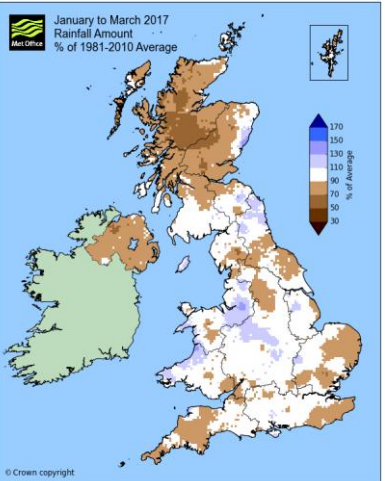 Met Office
January to March 2017
Rainfall Amount
% of 1981-2010 Average
170
150
130
110
90
70
50
30
% of Average
© Crown copyright